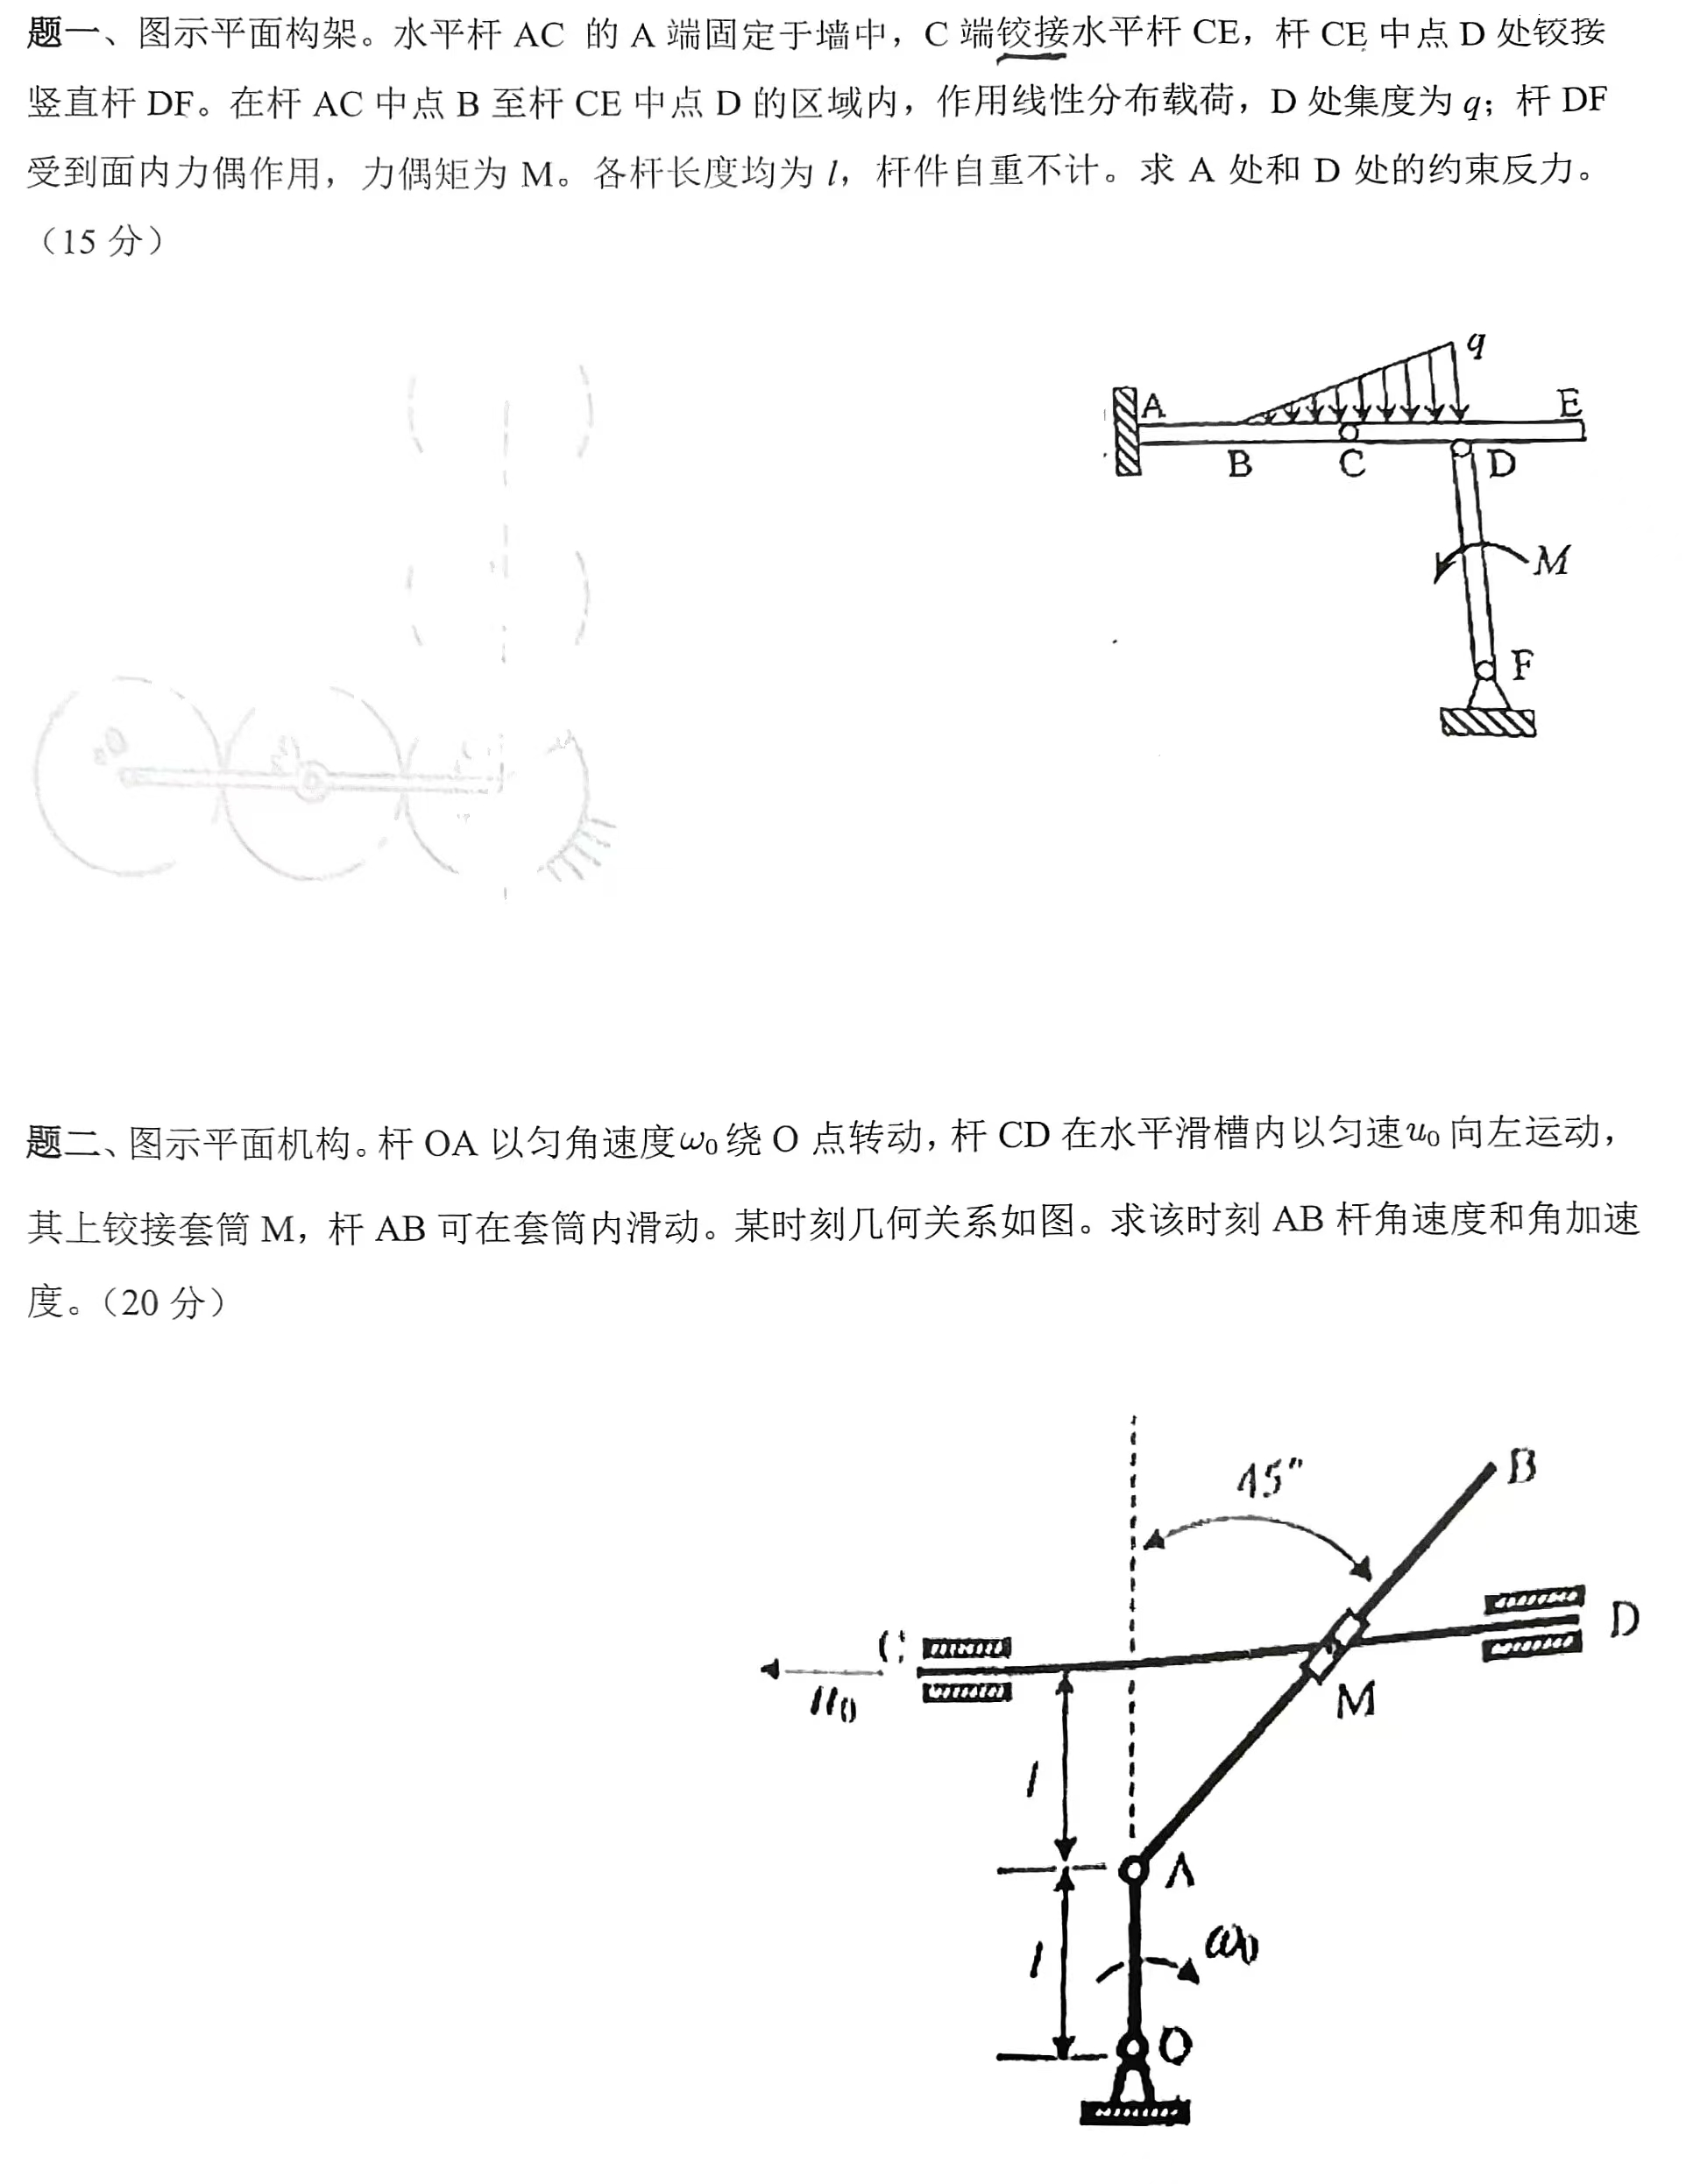 题一、图示平面构架。水平杆 AC 的 A 端固定于墙中，C 端铰接水平杆 CE，杆 CE 中点 D 处铰接
竖直杆 DF。在杆 AC 中点 B 至杆 CE 中点 D 的区域内，作用线性分布载荷，D 处集度为 q；杆 DF
受到面内力偶作用，力偶矩为 M。各杆长度均为 l，杆件自重不计。求 A 处和 D 处的约束反力。
（15 分）
q
A
E
B
C
D
M
F
题二、图示平面机构。杆 OA 以匀角速度ω0 绕 O 点转动，杆 CD 在水平滑槽内以匀速u0 向左运动，
其上铰接套筒 M，杆 AB 可在套筒内滑动。某时刻几何关系如图。求该时刻 AB 杆角速度和角加速
度。（20 分）
45°
B
C
D
u0
M
l
A
l
ω0
O